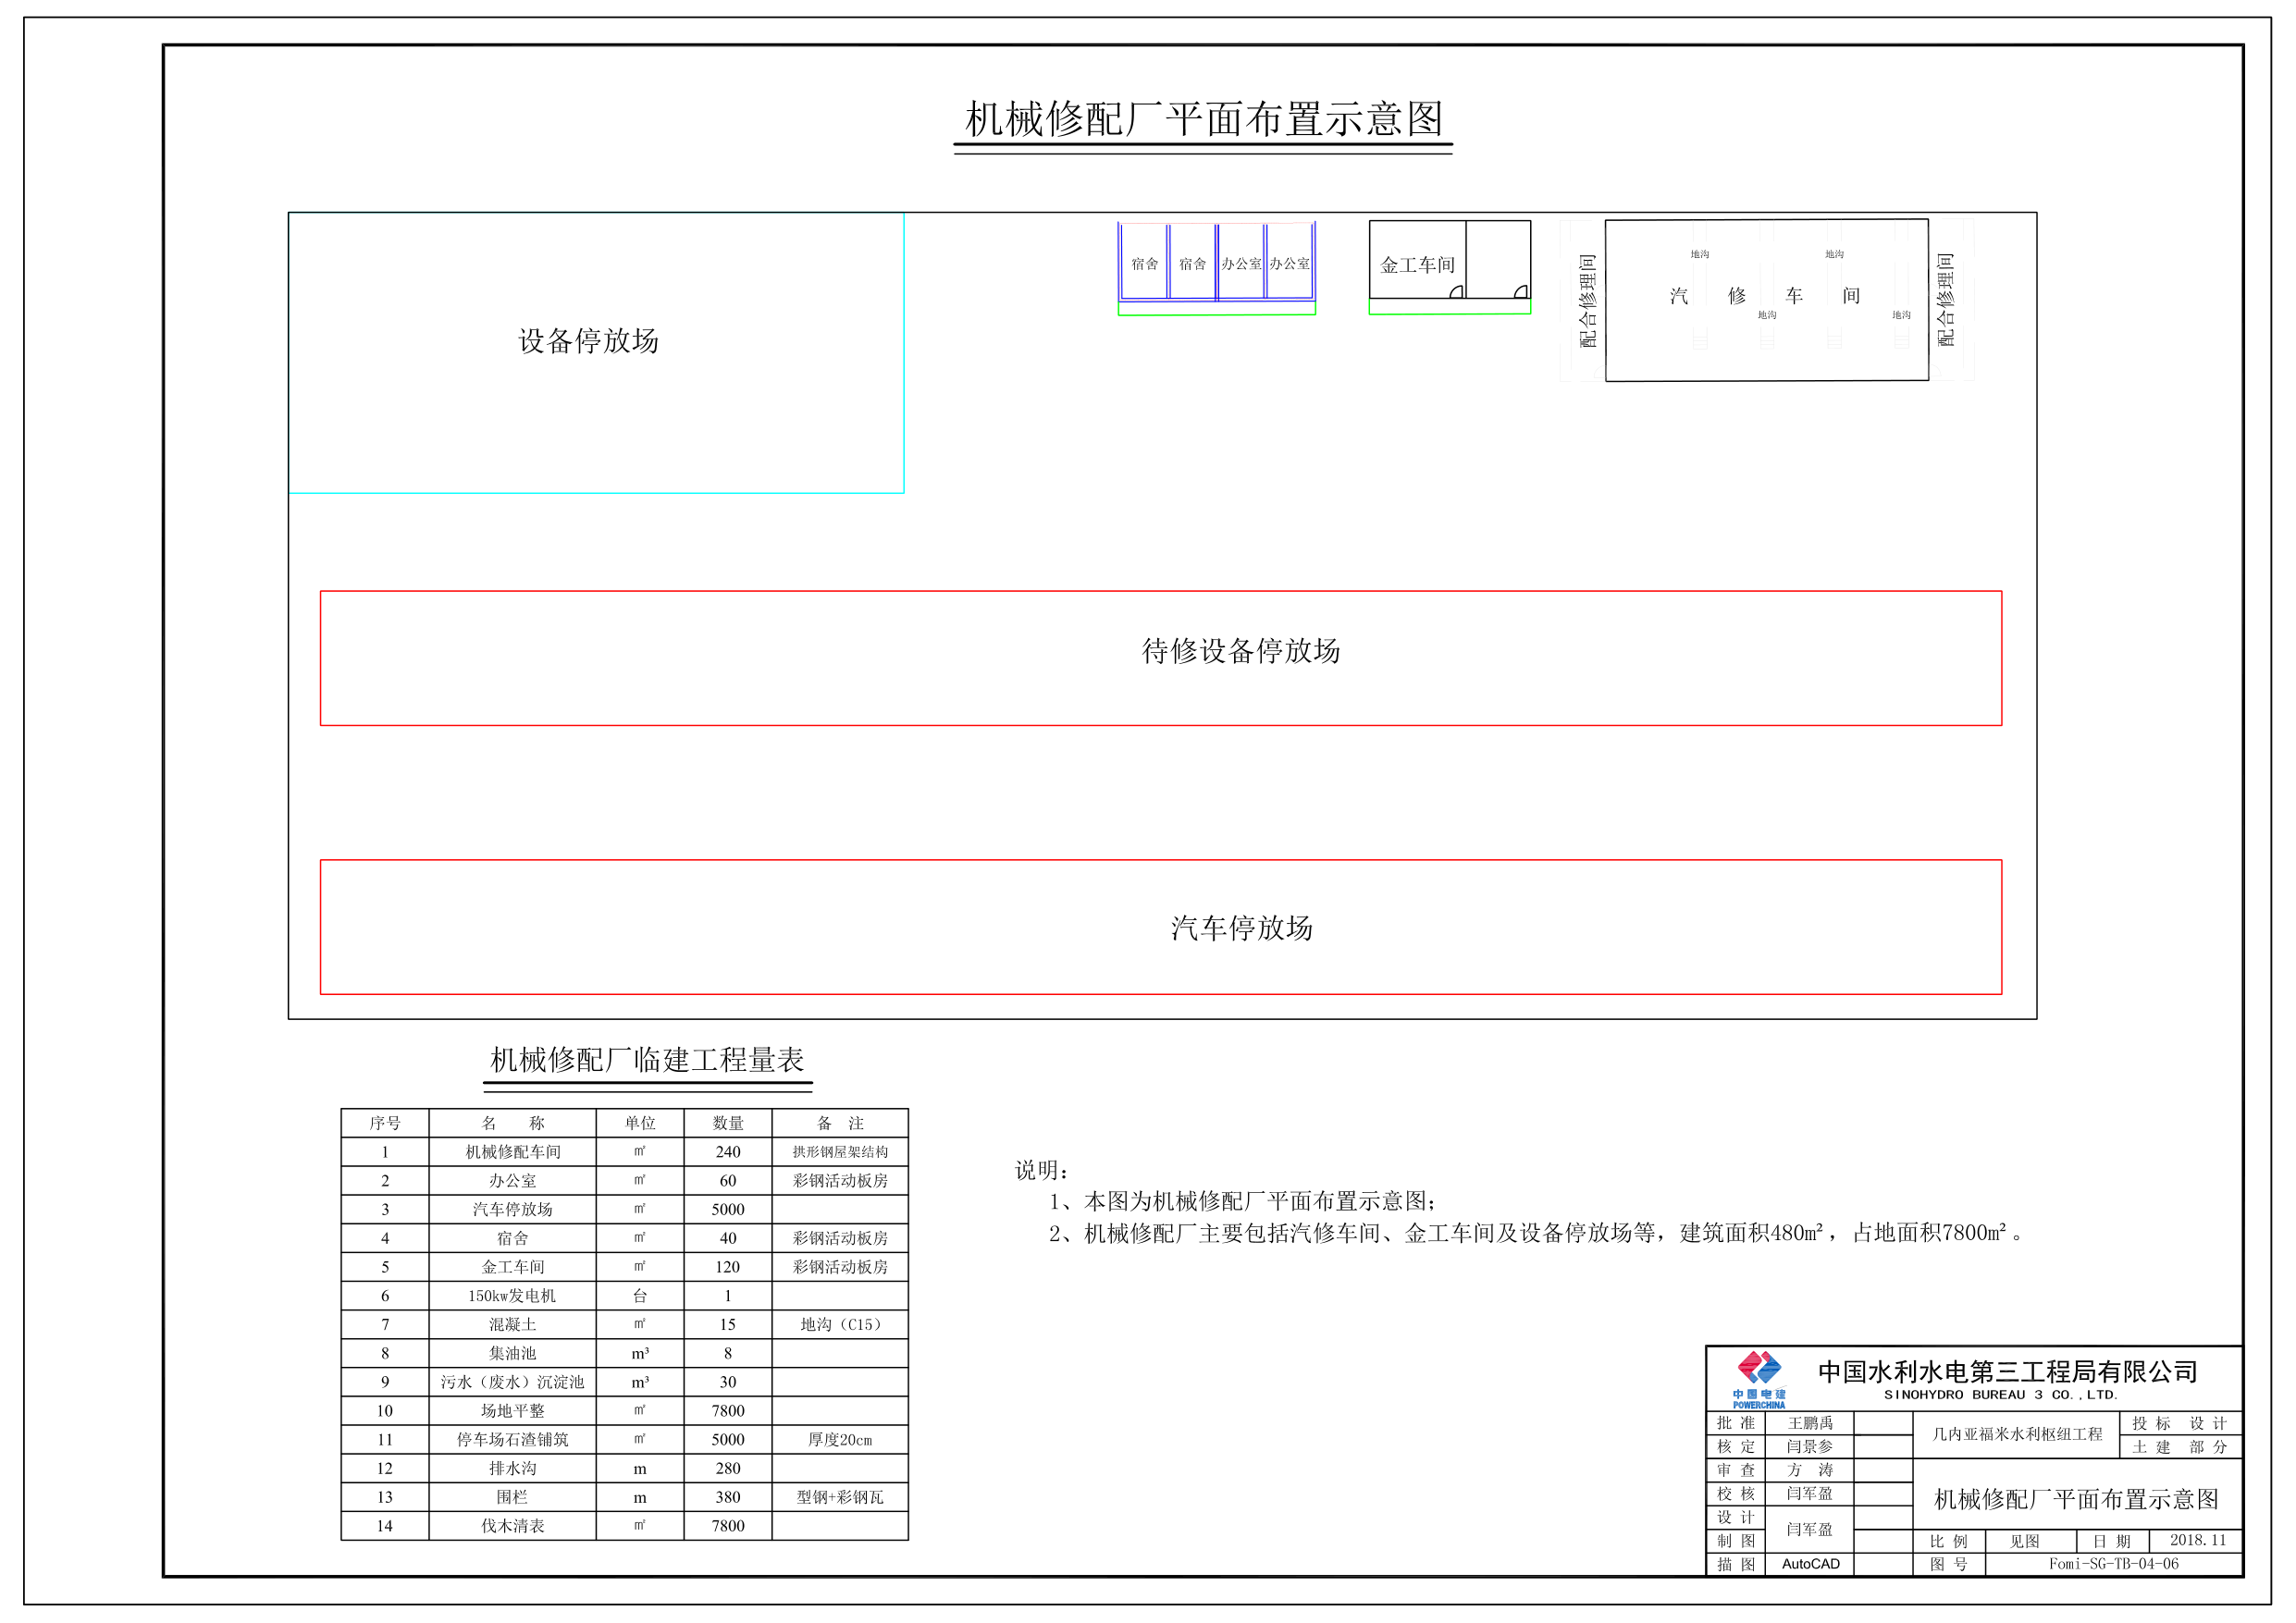 机械修配厂平面布置示意图
设备停放场
宿舍 宿舍 办公室 办公室
金工车间
配合修理间
地沟 地沟
汽 修 车 间
地沟 地沟
配合修理间
待修设备停放场
汽车停放场
机械修配厂临建工程量表
序号 名 称 单位 数量 备 注
1 机械修配车间 ㎡ 240 拱形钢屋架结构
2 办公室 ㎡ 60 彩钢活动板房
3 汽车停放场 ㎡ 5000
4 宿舍 ㎡ 40 彩钢活动板房
5 金工车间 ㎡ 120 彩钢活动板房
6 150kw发电机 台 1
7 混凝土 ㎡ 15 地沟（C15）
8 集油池 m³ 8
9 污水（废水）沉淀池 m³ 30
10 场地平整 ㎡ 7800
11 停车场石渣铺筑 ㎡ 5000 厚度20cm
12 排水沟 m 280
13 围栏 m 380 型钢+彩钢瓦
14 伐木清表 ㎡ 7800
说明：
1、本图为机械修配厂平面布置示意图；
2、机械修配厂主要包括汽修车间、金工车间及设备停放场等，建筑面积480m²，占地面积7800m²。
中国电建
POWERCHINA
中国水利水电第三工程局有限公司
SINOHYDRO BUREAU 3 CO.,LTD.
批 准 王鹏禹
核 定 闫景参
审 查 方 涛
校 核 闫军盈
设 计
制 图 闫军盈
描 图 AutoCAD
几内亚福米水利枢纽工程
投 标 设 计
土 建 部 分
机械修配厂平面布置示意图
比 例 见图 日 期 2018.11
图 号 Fomi-SG-TB-04-06